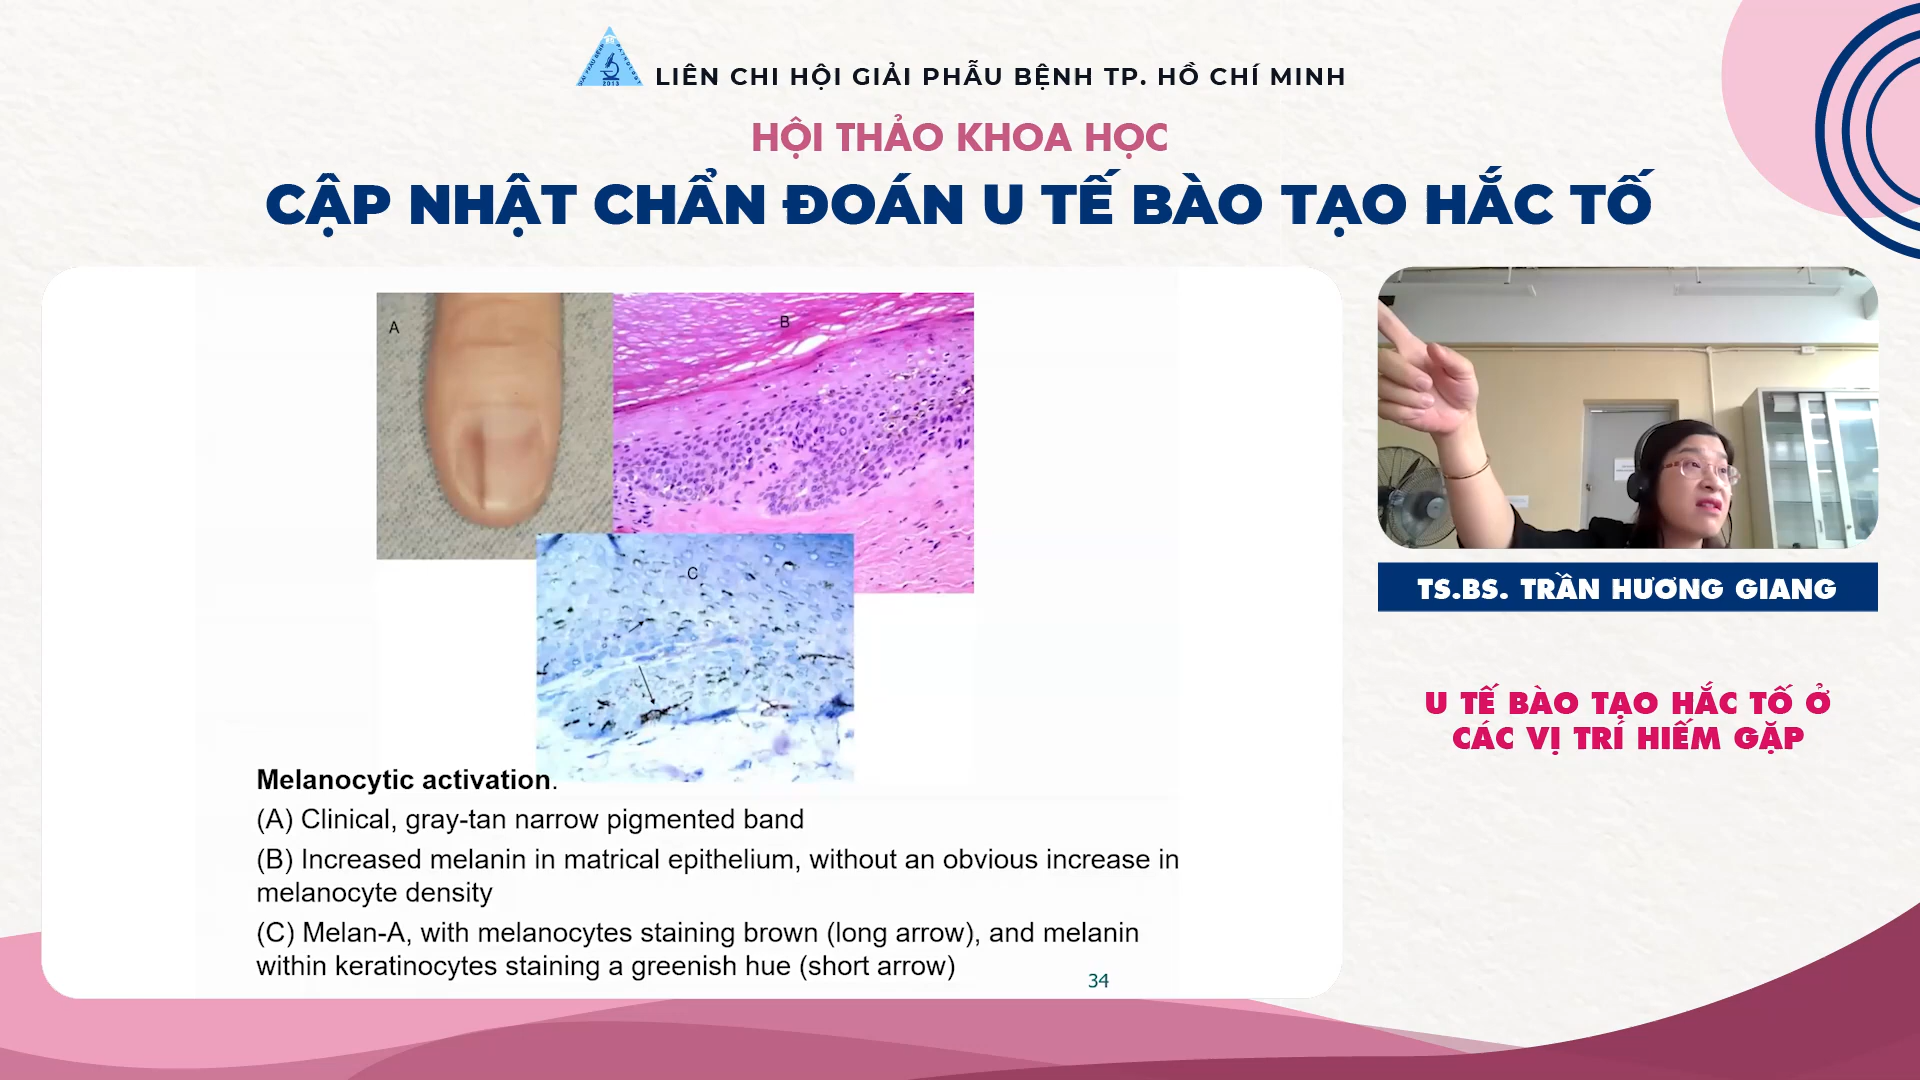 LIÊN CHI HỘI GIẢI PHẪU BỆNH TP. HỒ CHÍ MINH
HỘI THẢO KHOA HỌC
CẬP NHẬT CHẨN ĐOÁN U TẾ BÀO TẠO HẮC TỐ
A
B
C
Melanocytic activation.
(A) Clinical, gray-tan narrow pigmented band
(B) Increased melanin in matrical epithelium, without an obvious increase in
melanocyte density
(C) Melan-A, with melanocytes staining brown (long arrow), and melanin
within keratinocytes staining a greenish hue (short arrow)
34
TS.BS. TRẦN HƯƠNG GIANG
U TẾ BÀO TẠO HẮC TỐ Ở
CÁC VỊ TRÍ HIẾM GẶP